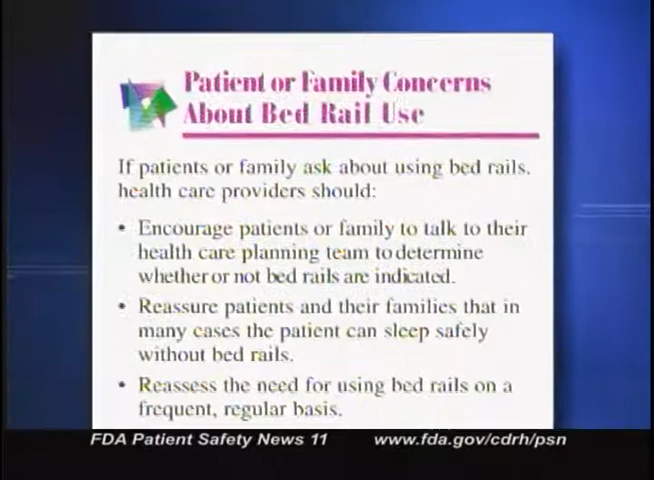 Patient or Family Concerns
About Bed Rail Use
If patients or family ask about using bed rails,
health care providers should:
• Encourage patients or family to talk to their
health care planning team to determine
whether or not bed rails are indicated.
• Reassure patients and their families that in
many cases the patient can sleep safely
without bed rails.
• Reassess the need for using bed rails on a
frequent, regular basis.
FDA Patient Safety News 11 www.fda.gov/cdrh/psn